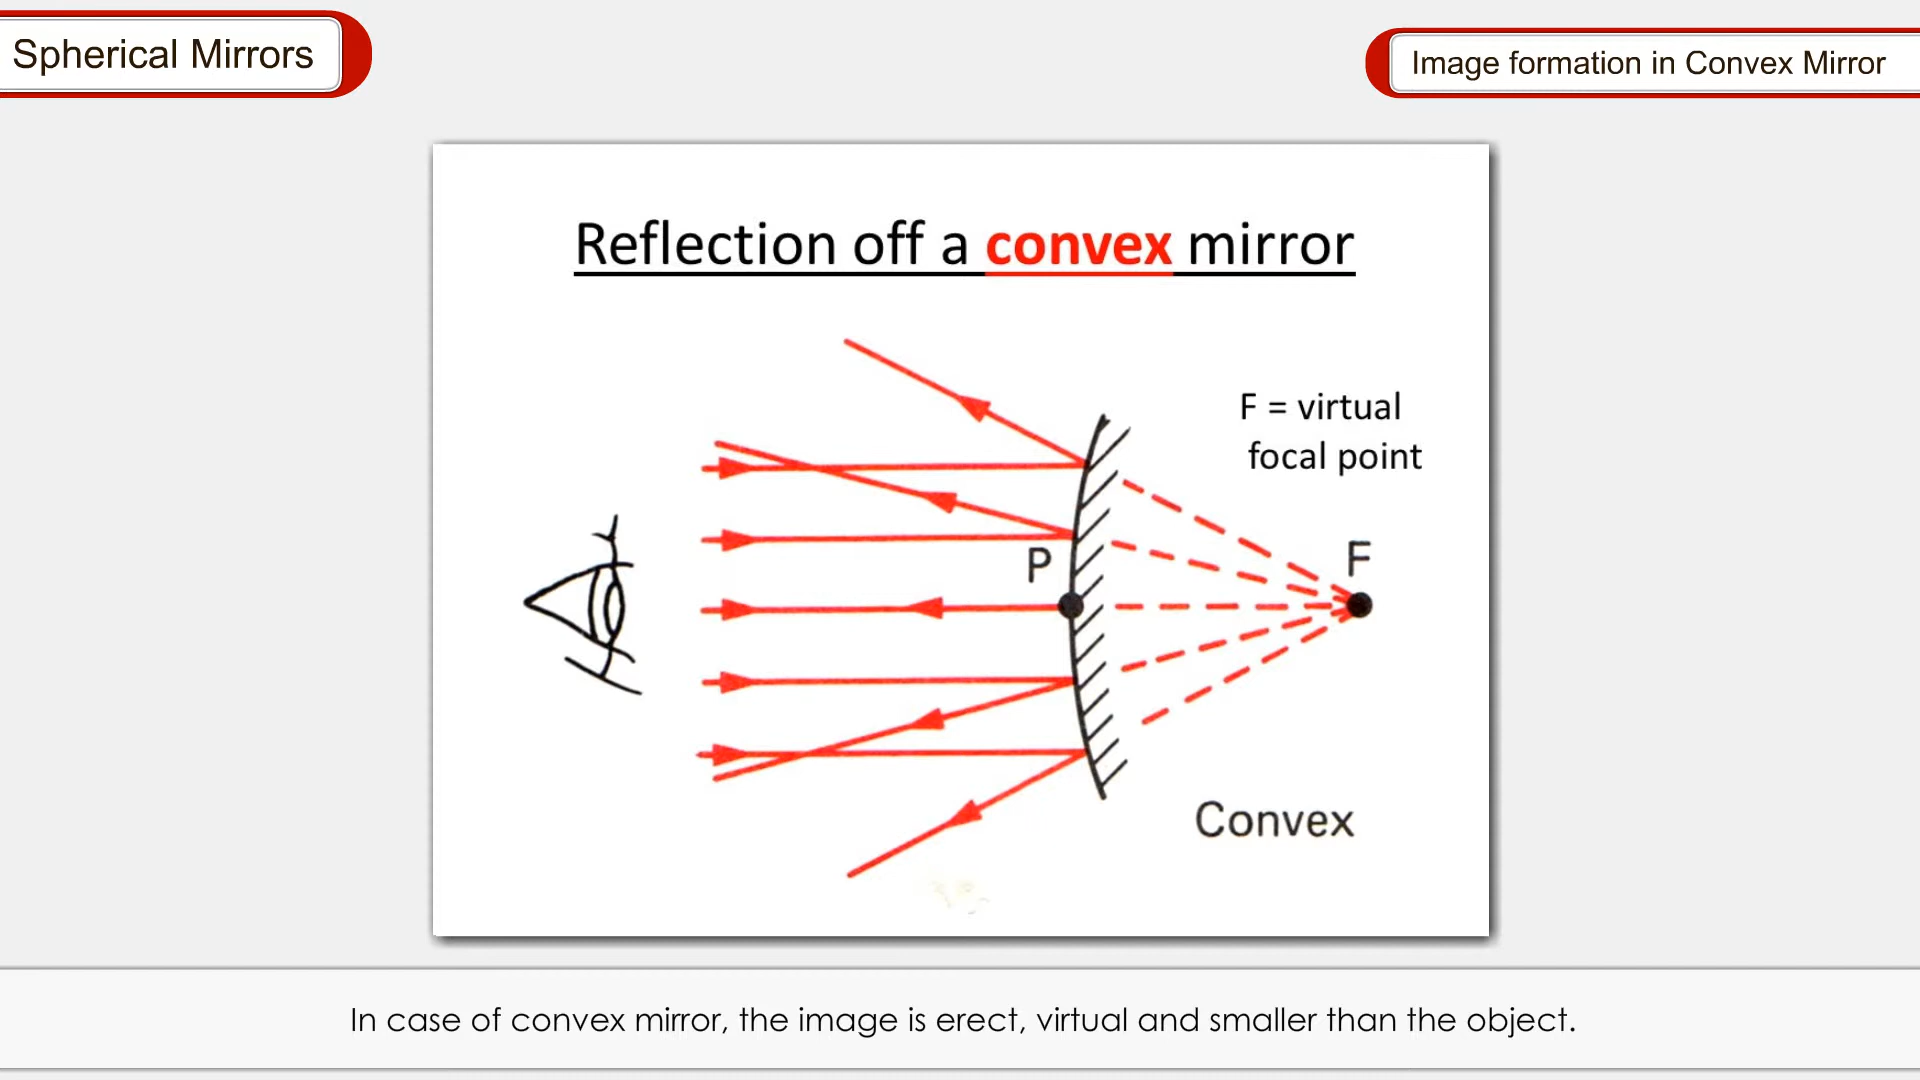 Spherical Mirrors
Image formation in Convex Mirror
Reflection off a convex mirror
F = virtual
focal point
P
F
Convex
In case of convex mirror, the image is erect, virtual and smaller than the object.